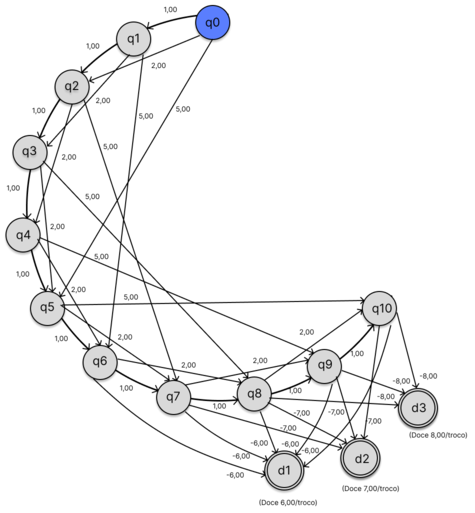 1,00
q0
q1
1,00
2,00
q2
1,00
2,00
5,00
5,00
q3
2,00
1,00
5,00
q4
2,00
5,00
1,00
2,00
5,00
q5
q10
1,00
2,00
2,00
2,00
1,00
q6
2,00
q9
1,00
q7
q8
1,00
1,00
-8,00
-8,00
-8,00
d3
-7,00
-7,00
-7,00
(Doce 8,00/troco)
-6,00
-6,00
-6,00
-6,00
-6,00
d1
d2
(Doce 7,00/troco)
(Doce 6,00/troco)